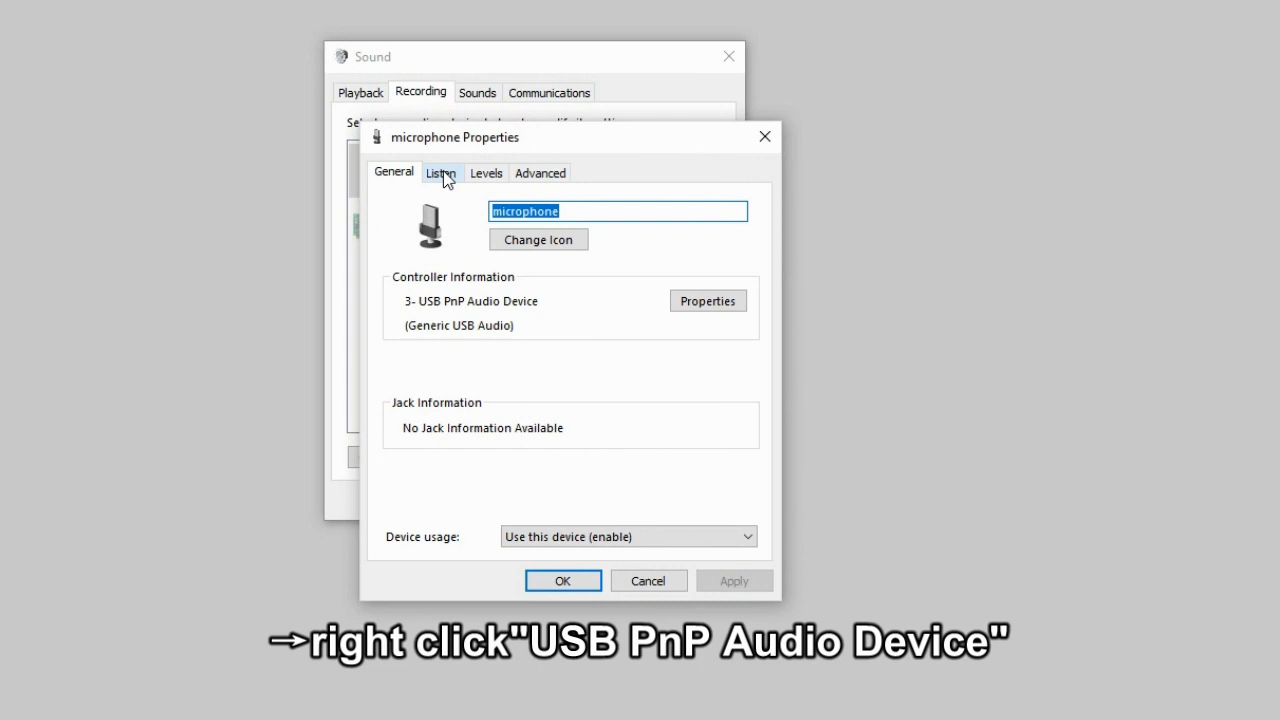 Sound
Playback Recording Sounds Communications
microphone Properties
General Listen Levels Advanced
microphone
Change Icon
Controller Information
3- USB PnP Audio Device
Properties
(Generic USB Audio)
Jack Information
No Jack Information Available
Device usage: Use this device (enable)
OK Cancel Apply
→right click"USB PnP Audio Device"